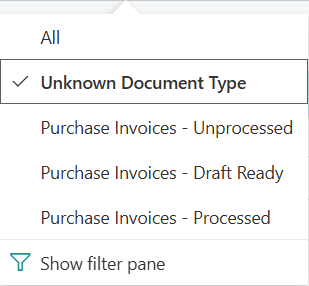 All
Unknown Document Type
Purchase Invoices - Unprocessed
Purchase Invoices - Draft Ready
Purchase Invoices - Processed
Show filter pane